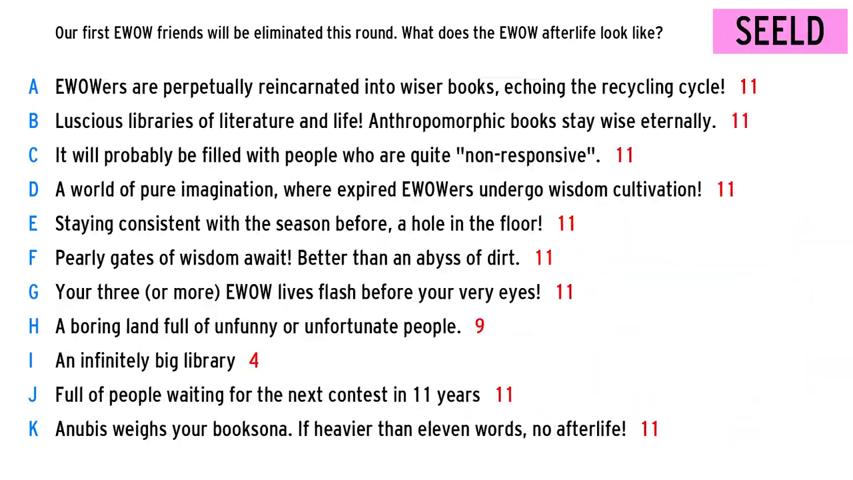 Our first EWOW friends will be eliminated this round. What does the EWOW afterlife look like?
SEELD
A EWOWers are perpetually reincarnated into wiser books, echoing the recycling cycle! 11
B Luscious libraries of literature and life! Anthropomorphic books stay wise eternally. 11
C It will probably be filled with people who are quite "non-responsive". 11
D A world of pure imagination, where expired EWOWers undergo wisdom cultivation! 11
E Staying consistent with the season before, a hole in the floor! 11
F Pearly gates of wisdom await! Better than an abyss of dirt. 11
G Your three (or more) EWOW lives flash before your very eyes! 11
H A boring land full of unfunny or unfortunate people. 9
I An infinitely big library 4
J Full of people waiting for the next contest in 11 years 11
K Anubis weighs your booksona. If heavier than eleven words, no afterlife! 11